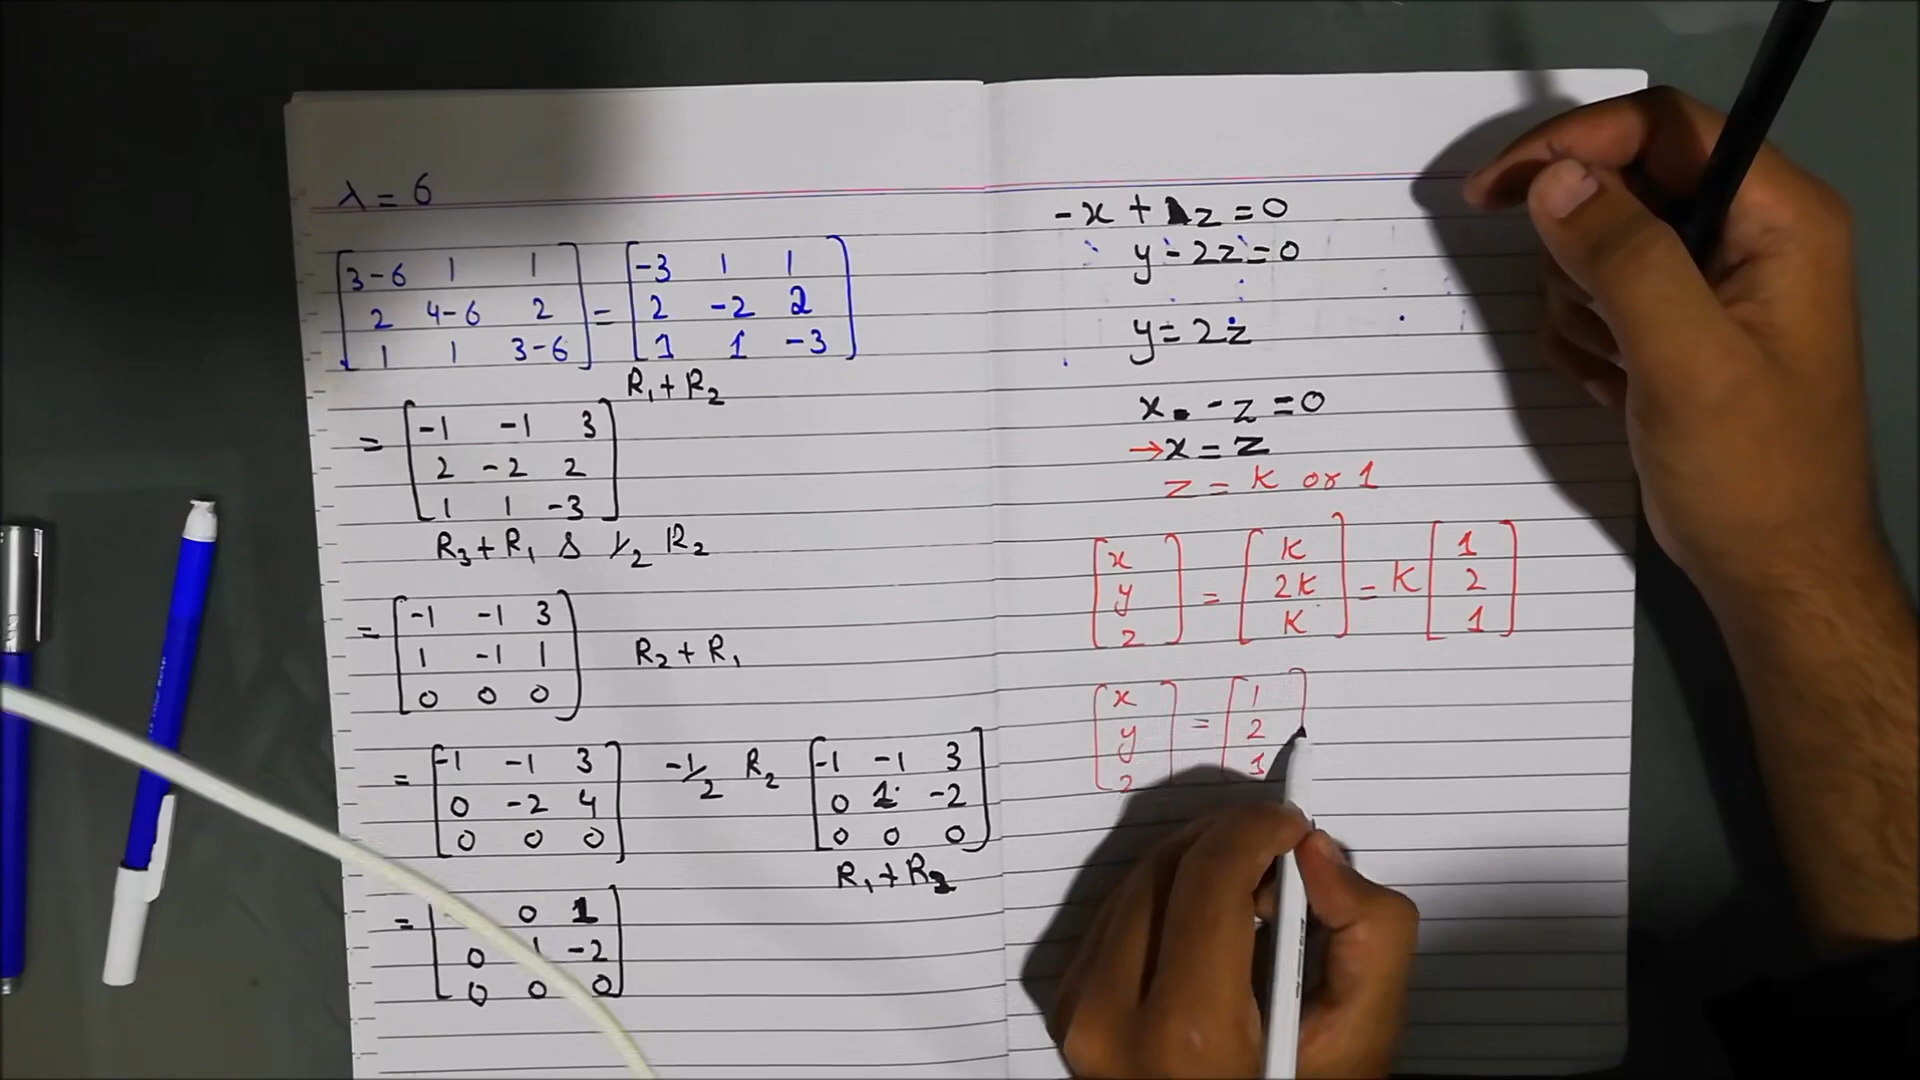 λ = 6
[3-6 1 1] [-3 1 1]
[2 4-6 2] = [2 -2 2]
[1 1 3-6] [1 1 -3]
R₁ + R₂
[-1 -1 3]
= [2 -2 2]
[1 1 -3]
R₃ + R₁ & 1/2 R₂
[-1 -1 3]
= [1 -1 1] R₂ + R₁
[0 0 0]
[-1 -1 3] -1/2 R₂ [-1 -1 3]
= [0 -2 4] [0 1 -2]
[0 0 0] [0 0 0]
R₁ + R₂
= [0 1]
[0 1 -2]
[0 0 0]
-x + z = 0
y - 2z = 0
y = 2z
x - z = 0
→ x = z
z = K or 1
[x] [K] [1]
[y] = [2K] = K [2]
[z] [K] [1]
[x] [1]
[y] = [2]
[z] [1]